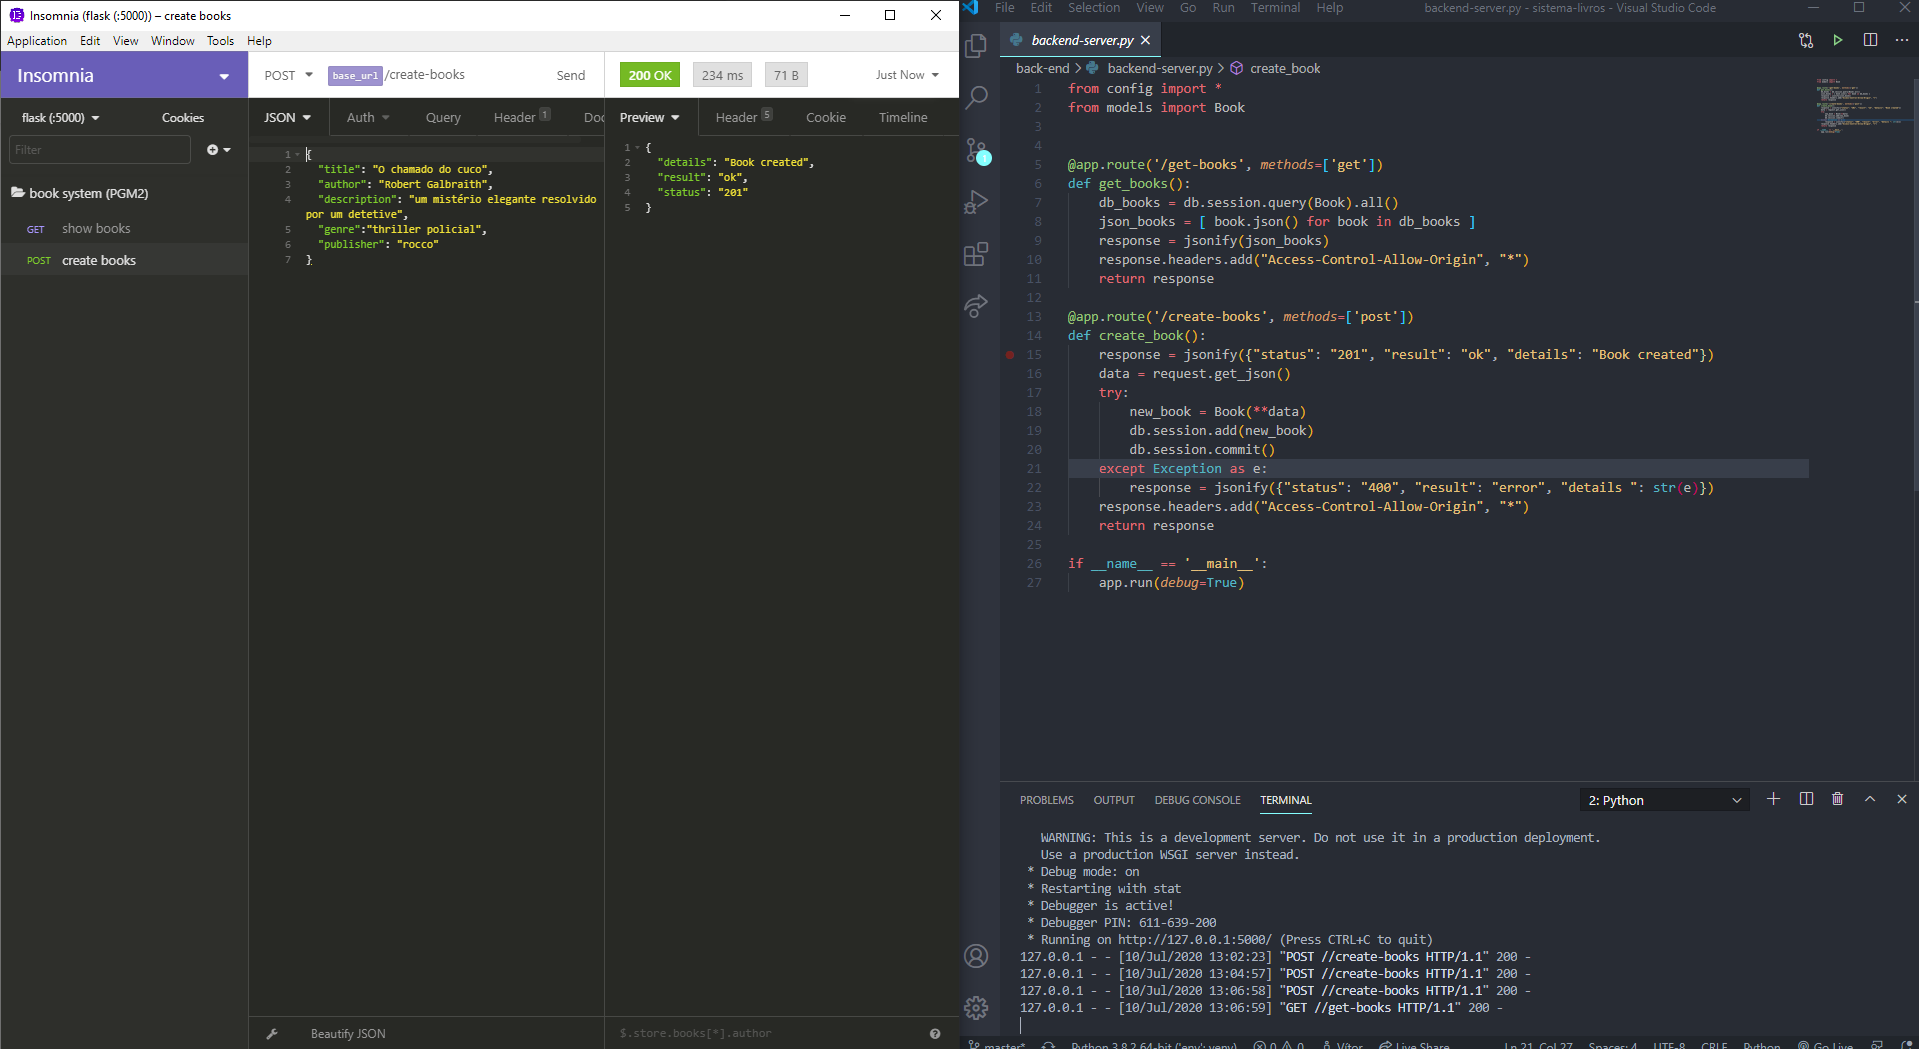 Insomnia (flask (:5000)) – create books
Application Edit View Window Tools Help
Insomnia
POST base_url /create-books Send
200 OK 234 ms 71 B Just Now
flask (:5000) Cookies
Filter
book system (PGM2)
GET show books
POST create books
JSON Auth Query Header 1 Doc
1 {
2 "title": "O chamado do cuco",
3 "author": "Robert Galbraith",
4 "description": "um mistério elegante resolvido
por um detetive",
5 "genre":"thriller policial",
6 "publisher": "rocco"
7 }
Beautify JSON
Preview Header 5 Cookie Timeline
1 {
2 "details": "Book created",
3 "result": "ok",
4 "status": "201"
5 }
$.store.books[*].author
File Edit Selection View Go Run Terminal Help backend-server.py - sistema-livros - Visual Studio Code
backend-server.py
back-end > backend-server.py > create_book
1 from config import *
2 from models import Book
3
4
5 @app.route('/get-books', methods=['get'])
6 def get_books():
7 db_books = db.session.query(Book).all()
8 json_books = [ book.json() for book in db_books ]
9 response = jsonify(json_books)
10 response.headers.add("Access-Control-Allow-Origin", "*")
11 return response
12
13 @app.route('/create-books', methods=['post'])
14 def create_book():
15 response = jsonify({"status": "201", "result": "ok", "details": "Book created"})
16 data = request.get_json()
17 try:
18 new_book = Book(**data)
19 db.session.add(new_book)
20 db.session.commit()
21 except Exception as e:
22 response = jsonify({"status": "400", "result": "error", "details ": str(e)})
23 response.headers.add("Access-Control-Allow-Origin", "*")
24 return response
25
26 if __name__ == '__main__':
27 app.run(debug=True)
1
PROBLEMS OUTPUT DEBUG CONSOLE TERMINAL 2: Python
WARNING: This is a development server. Do not use it in a production deployment.
Use a production WSGI server instead.
* Debug mode: on
* Restarting with stat
* Debugger is active!
* Debugger PIN: 611-639-200
* Running on http://127.0.0.1:5000/ (Press CTRL+C to quit)
127.0.0.1 - - [10/Jul/2020 13:02:23] "POST //create-books HTTP/1.1" 200 -
127.0.0.1 - - [10/Jul/2020 13:04:57] "POST //create-books HTTP/1.1" 200 -
127.0.0.1 - - [10/Jul/2020 13:06:58] "POST //create-books HTTP/1.1" 200 -
127.0.0.1 - - [10/Jul/2020 13:06:59] "GET //get-books HTTP/1.1" 200 -
master* Python 3.8.2 64-bit ('env': venv) 0 0 Vitor Live Share Ln 21, Col 27 Spaces: 4 UTF-8 CRLF Python Go Live